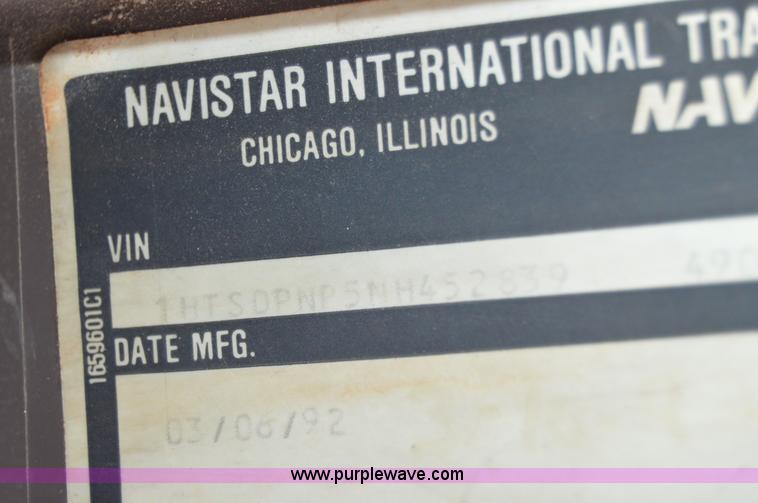 NAVISTAR INTERNATIONAL TRA
CHICAGO, ILLINOIS
NAV
VIN
1HTSDPNP5NH452839 490
1659601C1
DATE MFG.
03/06/92
www.purplewave.com